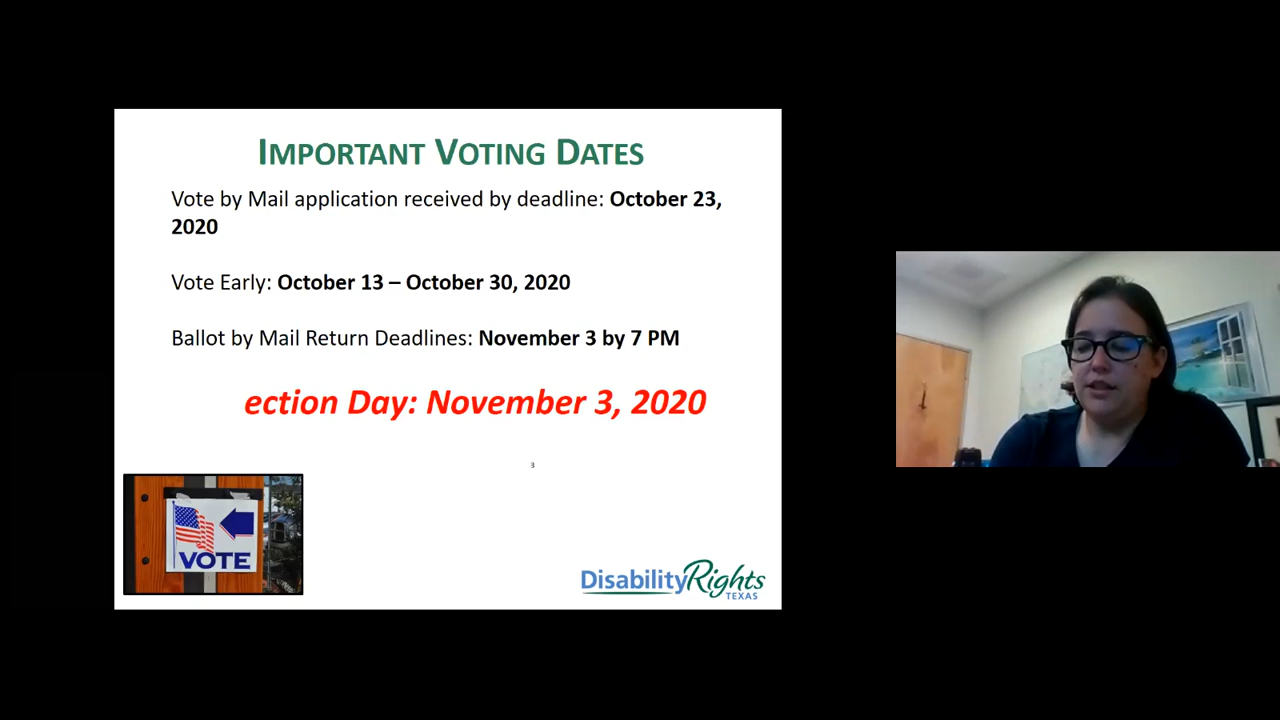 IMPORTANT VOTING DATES
Vote by Mail application received by deadline: October 23,
2020
Vote Early: October 13 – October 30, 2020
Ballot by Mail Return Deadlines: November 3 by 7 PM
ection Day: November 3, 2020
3
VOTE
DisabilityRights
TEXAS